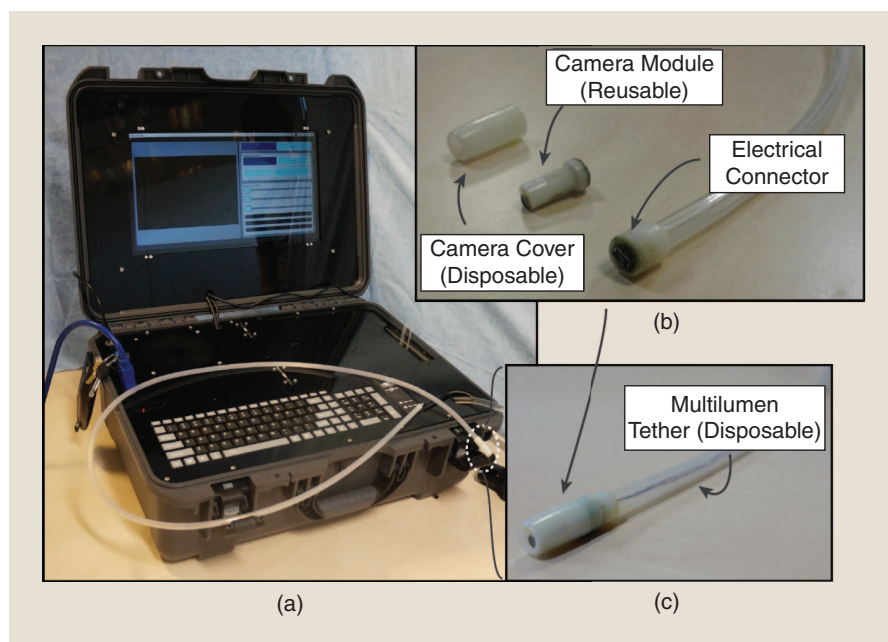 Camera Module
(Reusable)
Electrical
Connector
Camera Cover
(Disposable)
(b)
Multilumen
Tether (Disposable)
(a)
(c)